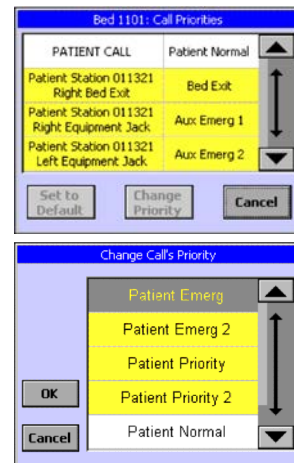 Bed 1101: Call Priorities
PATIENT CALL Patient Normal
Patient Station 011321
Right Bed Exit
Bed Exit
Patient Station 011321
Right Equipment Jack
Aux Emerg 1
Patient Station 011321
Left Equipment Jack
Aux Emerg 2
Set to
Default
Change
Priority
Cancel
Change Call's Priority
Patient Emerg
Patient Emerg 2
Patient Priority
Patient Priority 2
Patient Normal
OK
Cancel